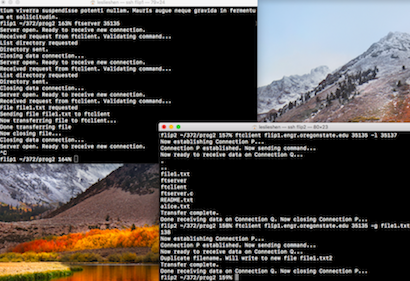 tium viverra suspendisse potenti nullam. Mauris augue neque gravida in fermentu
m et sollicitudin.
flip1 ~/372/prog2 163% ftserver 35135
Server open. Ready to receive new connection.
Received request from ftclient. Validating command...
List directory requested
Directory sent.
Closing data connection...
Server open. Ready to receive new connection.
Received request from ftclient. Validating command...
List directory requested
Directory sent.
Closing data connection...
Server open. Ready to receive new connection.
Received request from ftclient. Validating command...
File file1.txt requested
Sending file file1.txt to ftclient...
Now transferring file to ftclient...
Done transferring file
Now closing file...
Closing data connection...
Server open. Ready to receive new connection.
^C
flip1 ~/372/prog2 164%
leslieshen — ssh flip2 — 80×23
flip2 ~/372/prog2 157% ftclient flip1.engr.oregonstate.edu 35135 -l 35137
Now establishing Connection P...
Connection P established. Now sending command...
Now ready to receive data on Connection Q...
.
..
file1.txt
ftserver
ftclient
ftserver.c
README.txt
alice.txt
Transfer complete.
Done receiving data on Connection Q. Now closing Connection P...
flip2 ~/372/prog2 158% ftclient flip1.engr.oregonstate.edu 35135 -g file1.txt
138
Now establishing Connection P...
Connection P established. Now sending command...
Now ready to receive data on Connection Q...
Duplicate filename. Will write to new file file1.txt2
Transfer complete.
Done receiving data on Connection Q. Now closing Connection P...
flip2 ~/372/prog2 159%